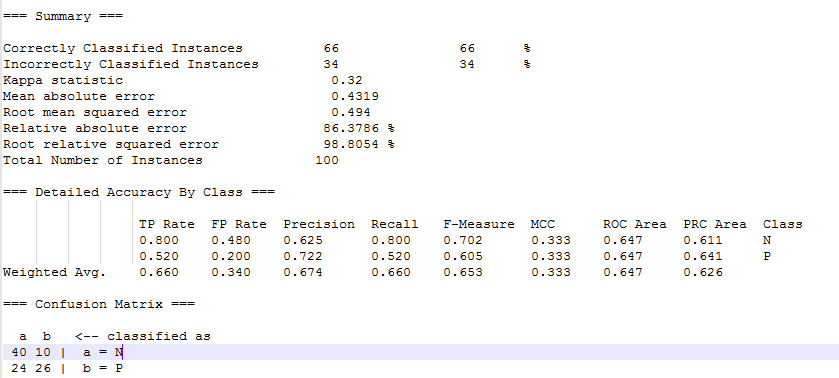 === Summary ===
Correctly Classified Instances 66 66 %
Incorrectly Classified Instances 34 34 %
Kappa statistic 0.32
Mean absolute error 0.4319
Root mean squared error 0.494
Relative absolute error 86.3786 %
Root relative squared error 98.8054 %
Total Number of Instances 100
=== Detailed Accuracy By Class ===
TP Rate FP Rate Precision Recall F-Measure MCC ROC Area PRC Area Class
0.800 0.480 0.625 0.800 0.702 0.333 0.647 0.611 N
0.520 0.200 0.722 0.520 0.605 0.333 0.647 0.641 P
Weighted Avg. 0.660 0.340 0.674 0.660 0.653 0.333 0.647 0.626
=== Confusion Matrix ===
a b <-- classified as
40 10 | a = N
24 26 | b = P